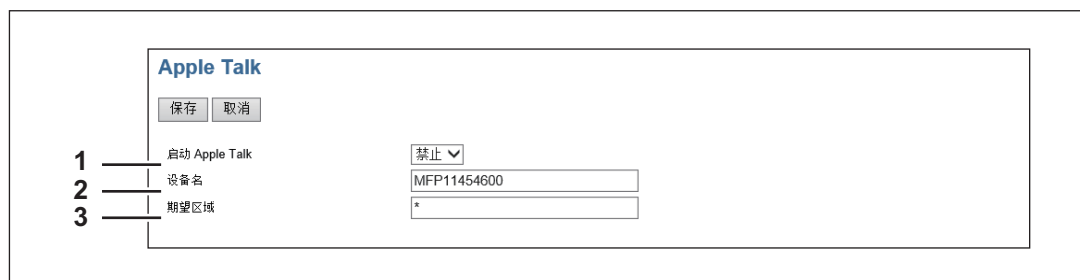 Apple Talk
保存 取消
1 启动 Apple Talk 禁止
2 设备名 MFP11454600
3 期望区域 *